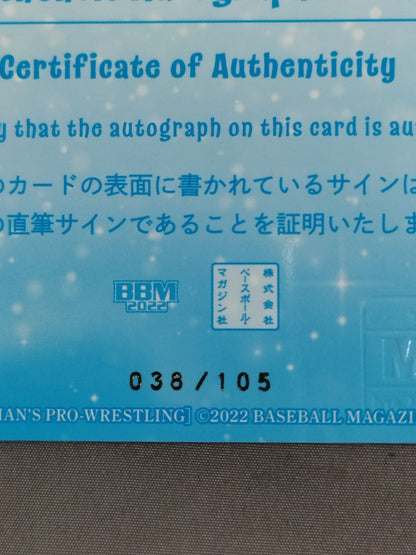 Certificate of Authenticity
y that the autograph on this card is au
のカードの表面に書かれているサインに
の直筆サインであることを証明いたしま
BBM
2022
株式会社
ベースボール・
マガジン社
038/105
MAN'S PRO-WRESTLING] ©2022 BASEBALL MAGAZI